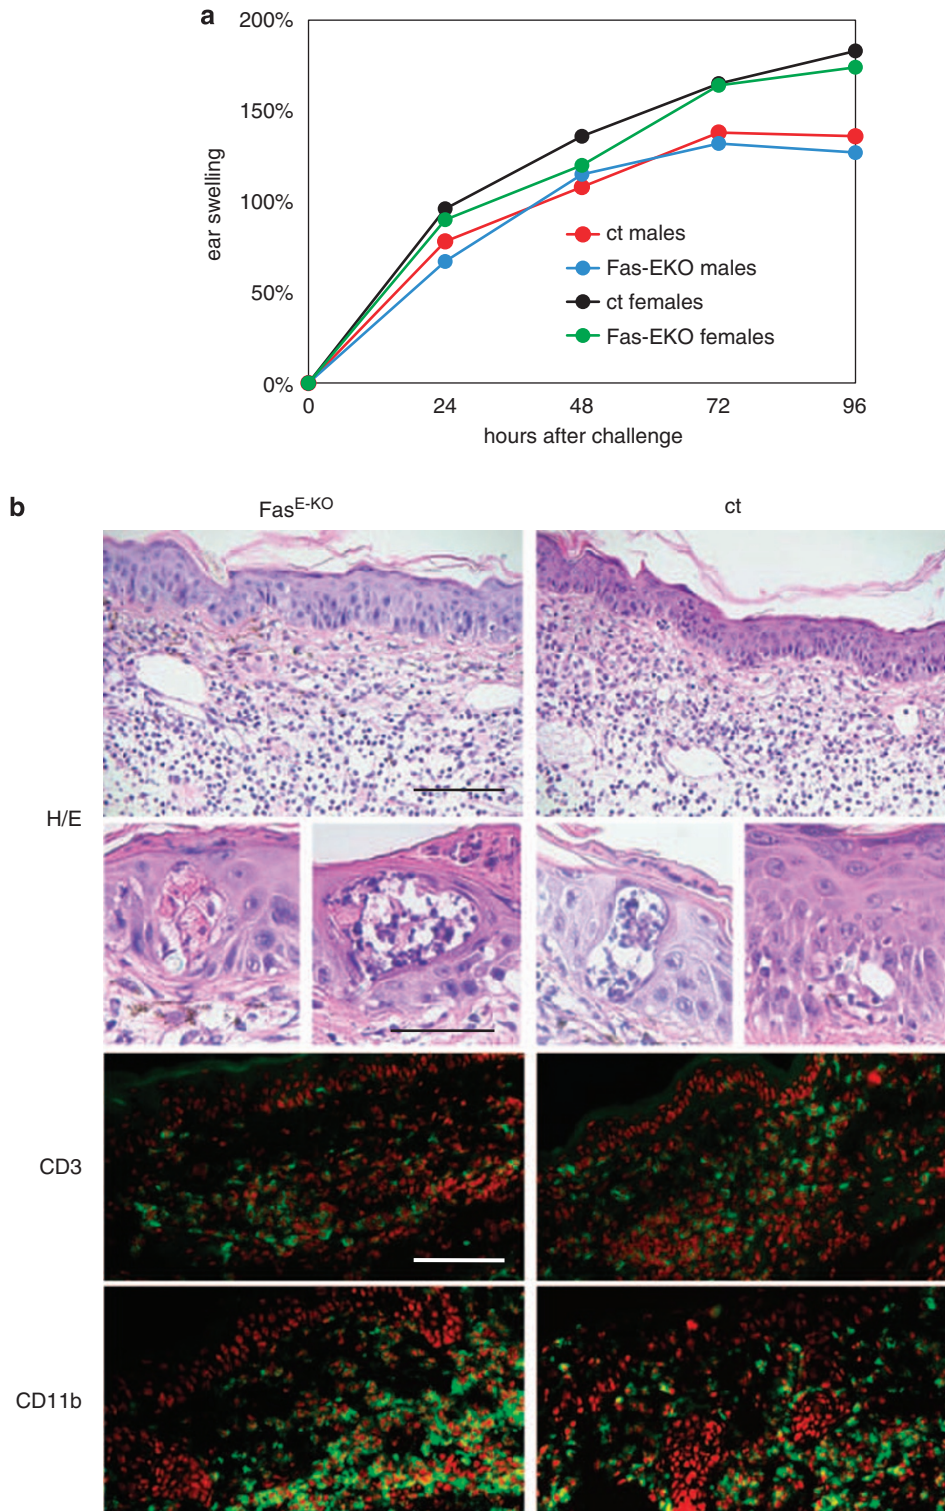 a
200%
150%
100%
50%
0%
ear swelling
0 24 48 72 96
hours after challenge
ct males
Fas-EKO males
ct females
Fas-EKO females
b
Fas^E-KO ct
H/E
CD3
CD11b